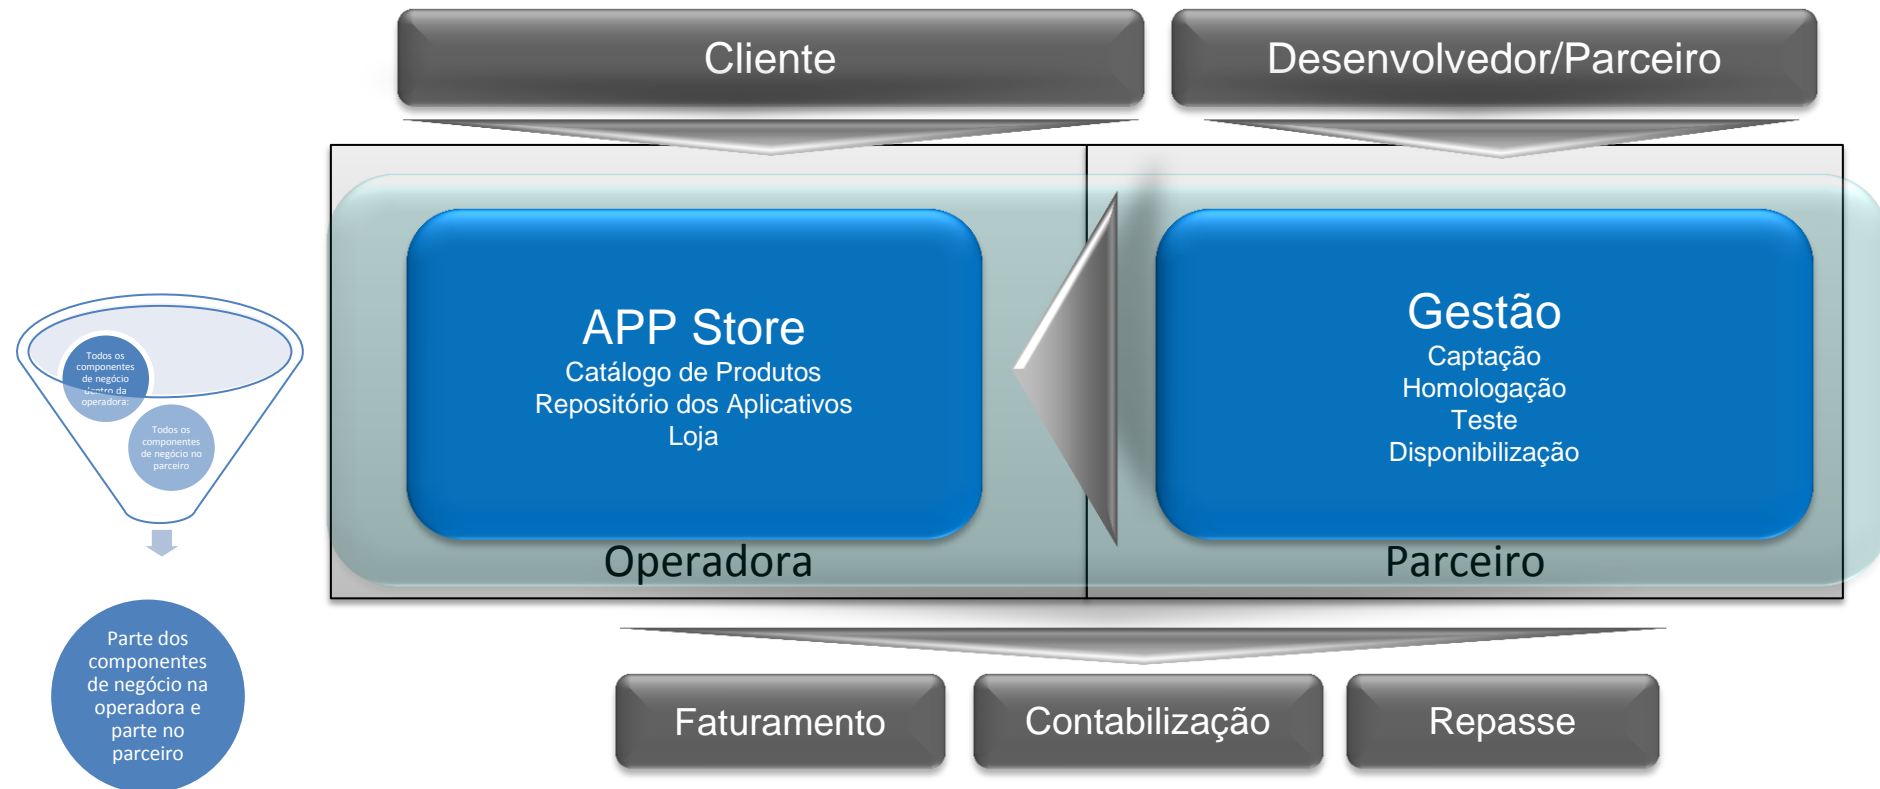 Cliente
Desenvolvedor/Parceiro
APP Store
Catálogo de Produtos
Repositório dos Aplicativos
Loja
Gestão
Captação
Homologação
Teste
Disponibilização
Operadora
Parceiro
Todos os
componentes
de negócio
dentro da
operadora:
Todos os
componentes
de negócio no
parceiro
Parte dos
componentes
de negócio na
operadora e
parte no
parceiro
Faturamento
Contabilização
Repasse